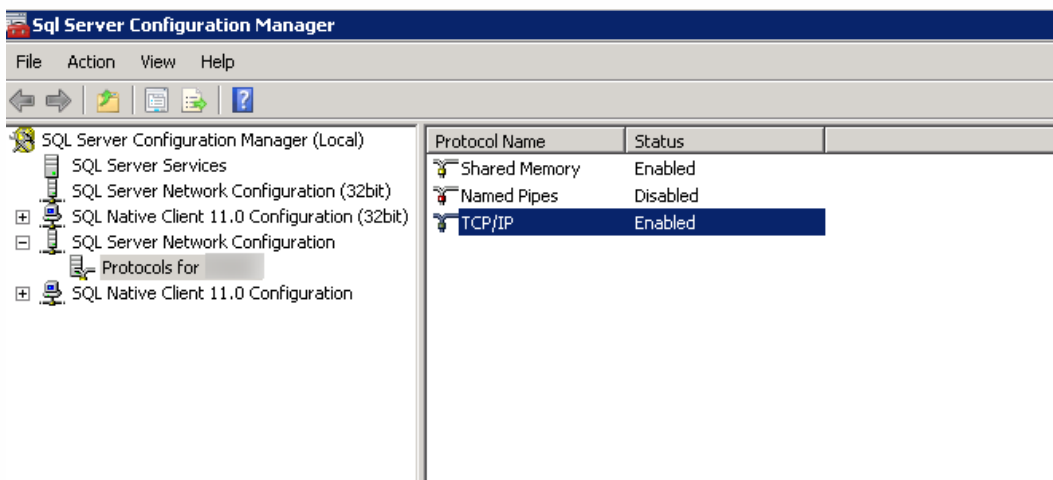 Sql Server Configuration Manager
File Action View Help
SQL Server Configuration Manager (Local)
SQL Server Services
SQL Server Network Configuration (32bit)
SQL Native Client 11.0 Configuration (32bit)
SQL Server Network Configuration
Protocols for
SQL Native Client 11.0 Configuration
Protocol Name Status
Shared Memory Enabled
Named Pipes Disabled
TCP/IP Enabled